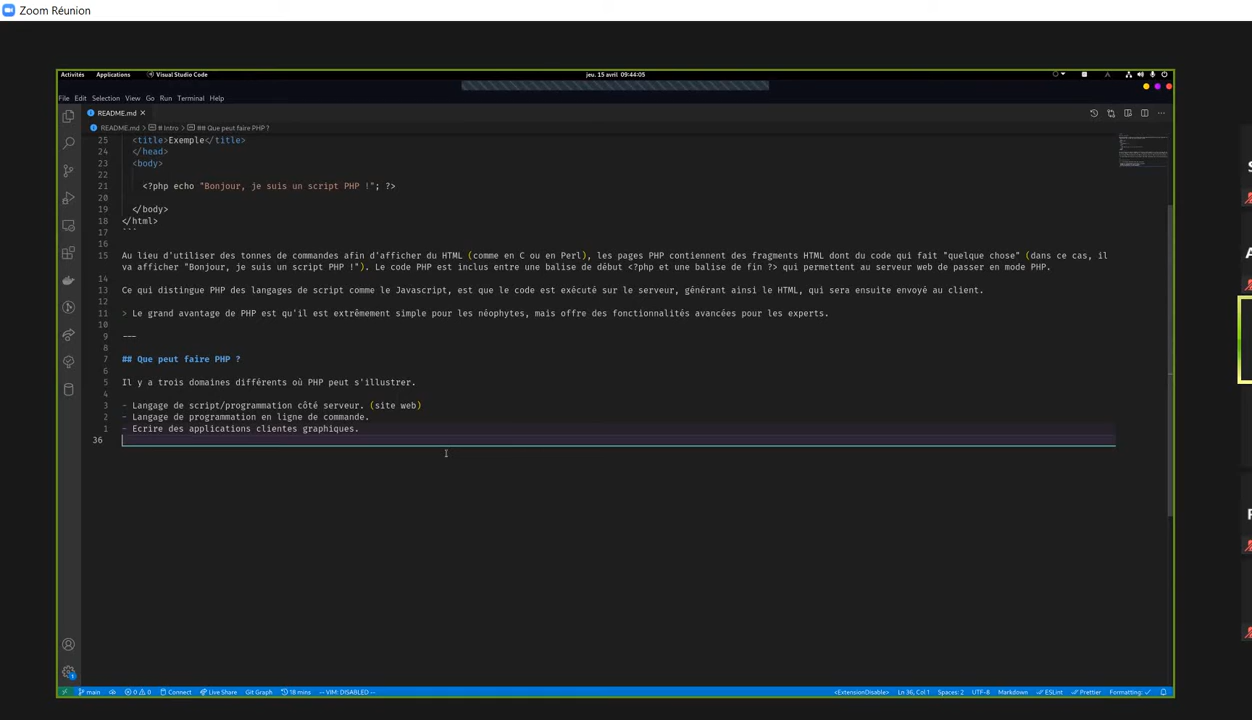 Zoom Réunion
Activités Applications Visual Studio Code jeu. 15 avril 09:44:05
File Edit Selection View Go Run Terminal Help
README.md
README.md > # Intro > ## Que peut faire PHP ?
25 <title>Exemple</title>
24 </head>
23 <body>
22
21 <?php echo "Bonjour, je suis un script PHP !"; ?>
20
19 </body>
18 </html>
17 ```
16
15 Au lieu d'utiliser des tonnes de commandes afin d'afficher du HTML (comme en C ou en Perl), les pages PHP contiennent des fragments HTML dont du code qui fait "quelque chose" (dans ce cas, il
va afficher "Bonjour, je suis un script PHP !"). Le code PHP est inclus entre une balise de début <?php et une balise de fin ?> qui permettent au serveur web de passer en mode PHP.
14
13 Ce qui distingue PHP des langages de script comme le Javascript, est que le code est exécuté sur le serveur, générant ainsi le HTML, qui sera ensuite envoyé au client.
12
11 > Le grand avantage de PHP est qu'il est extrêmement simple pour les néophytes, mais offre des fonctionnalités avancées pour les experts.
10
9 ---
8
7 ## Que peut faire PHP ?
6
5 Il y a trois domaines différents où PHP peut s'illustrer.
4
3 - Langage de script/programmation côté serveur. (site web)
2 - Langage de programmation en ligne de commande.
1 - Ecrire des applications clientes graphiques.
36
main 0 0 Connect Live Share Git Graph 18 mins -- VIM: DISABLED -- <ExtensionDisable> Ln 36, Col 1 Spaces: 2 UTF-8 Markdown ESLint Prettier Formatting: ✓